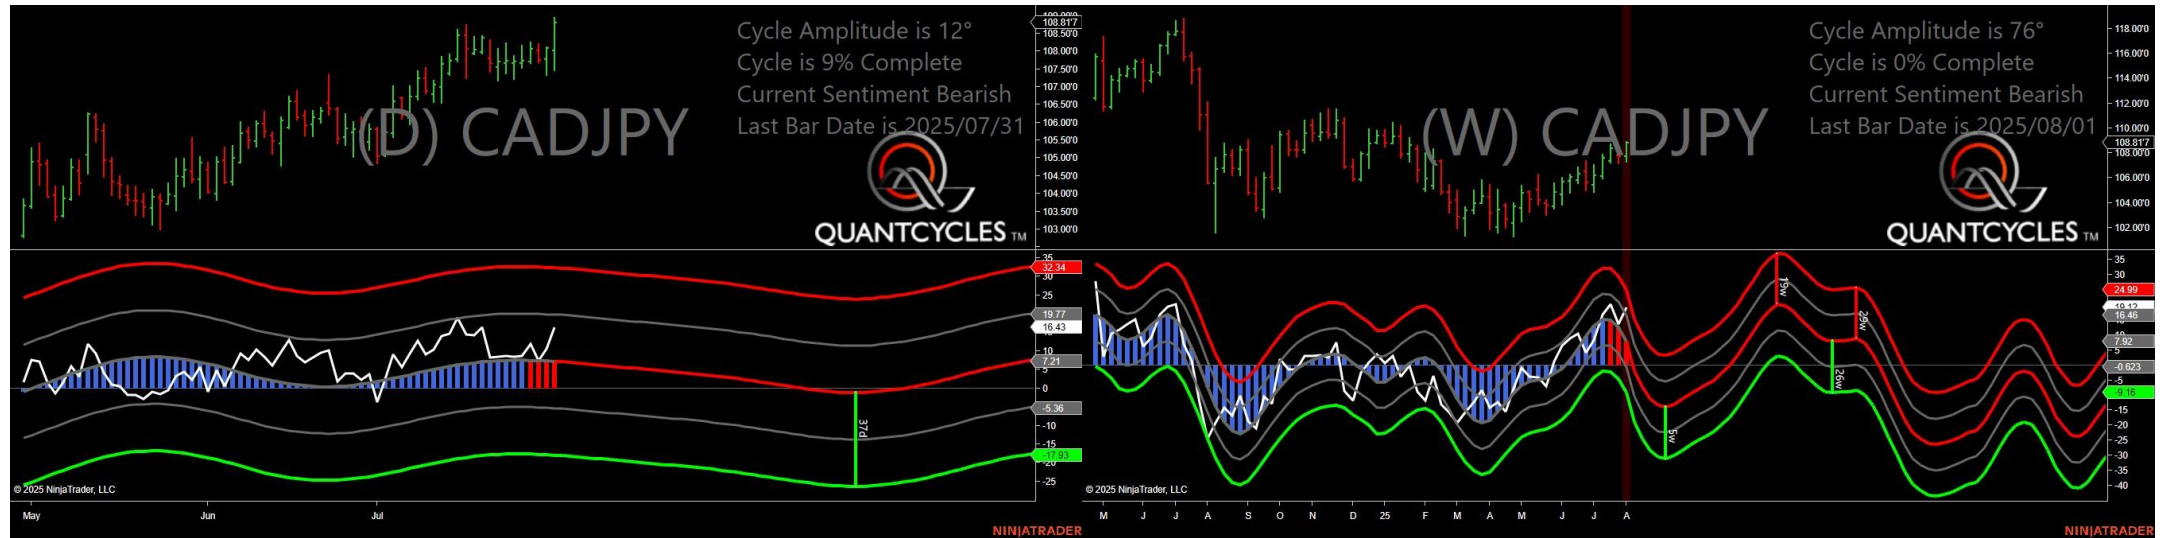 Cycle Amplitude is 12°
Cycle is 9% Complete
Current Sentiment Bearish
Last Bar Date is 2025/07/31
(D) CADJPY
QUANTCYCLES TM
108.81'7
108.50'0
108.00'0
107.50'0
107.00'0
106.50'0
106.00'0
105.50'0
105.00'0
104.50'0
104.00'0
103.50'0
103.00'0
35
32.34
30
25
19.77
16.43
10
7.21
5
0
-5.36
-10
-15
-17.93
-20
-25
37d
© 2025 NinjaTrader, LLC
May Jun Jul
NINJATRADER
Cycle Amplitude is 76°
Cycle is 0% Complete
Current Sentiment Bearish
Last Bar Date is 2025/08/01
(W) CADJPY
QUANTCYCLES TM
118.00'0
116.00'0
114.00'0
112.00'0
110.00'0
108.81'7
108.00'0
106.00'0
104.00'0
102.00'0
19w
29w
26w
5w
35
30
24.99
19.12
16.46
7.92
5
-0.623
-5
-9.16
-15
-20
-25
-30
-35
-40
© 2025 NinjaTrader, LLC
M J J A S O N D 25 F M A M J J A
NINJATRADER